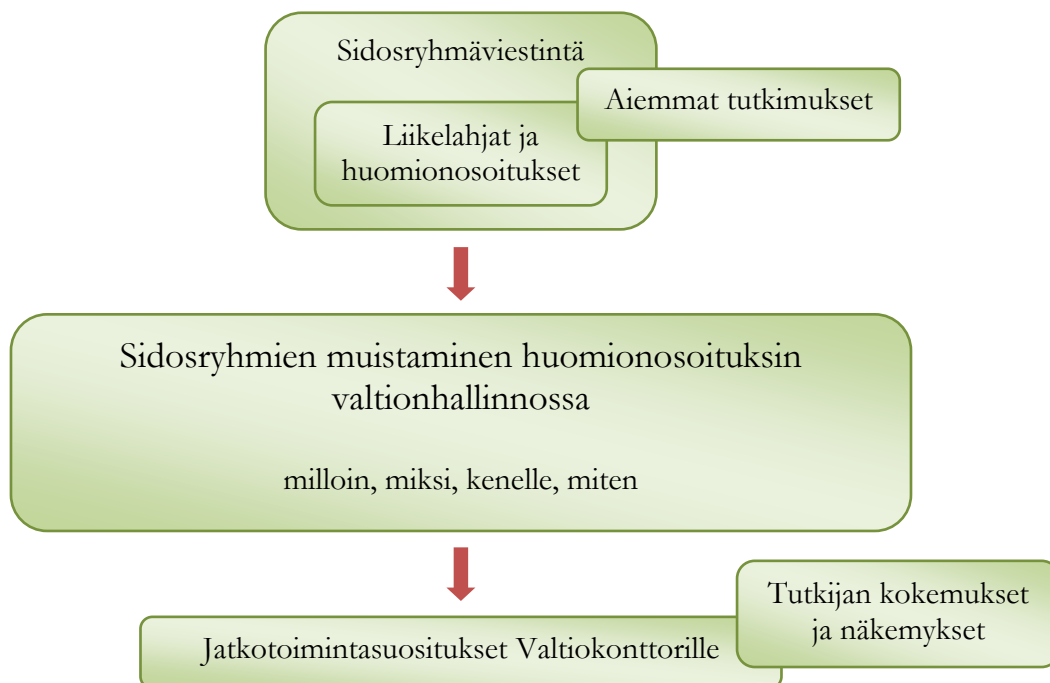 Sidosryhmäviestintä
Aiemmat tutkimukset
Liikelahjat ja
huomionosoitukset
Sidosryhmien muistaminen huomionosoituksin
valtionhallinnossa
milloin, miksi, kenelle, miten
Tutkijan kokemukset
ja näkemykset
Jatkotoimintasuositukset Valtiokonttorille